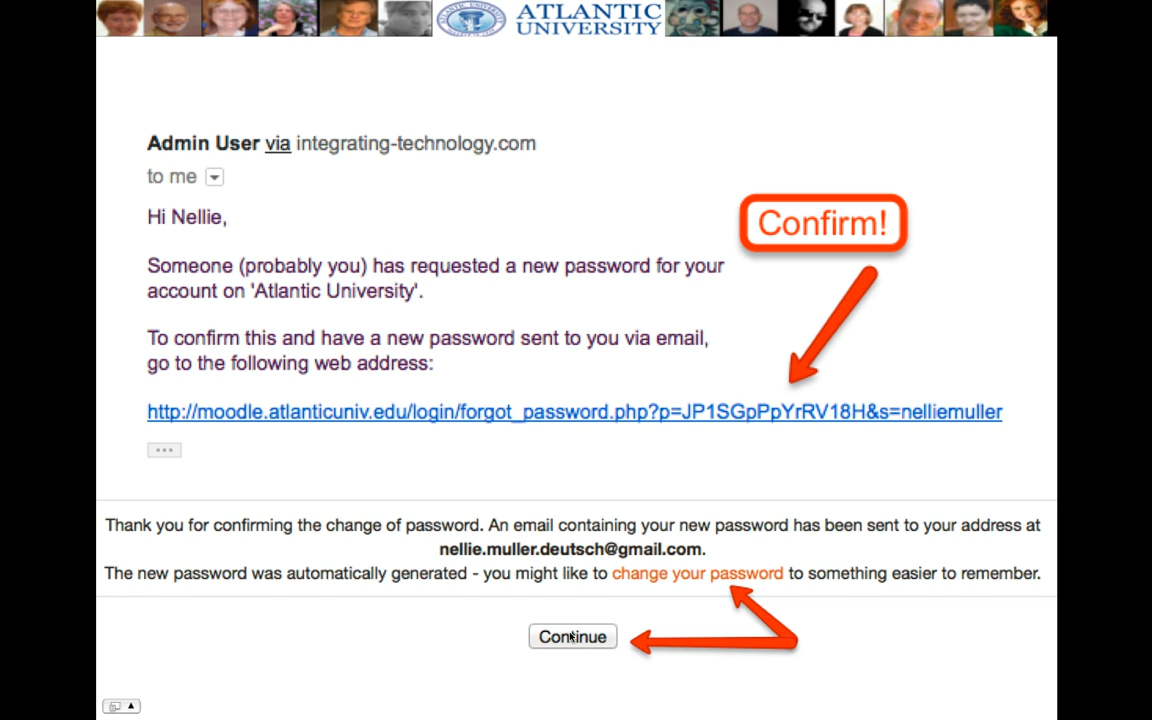 ATLANTIC
UNIVERSITY
Admin User via integrating-technology.com
to me
Hi Nellie,
Confirm!
Someone (probably you) has requested a new password for your
account on 'Atlantic University'.
To confirm this and have a new password sent to you via email,
go to the following web address:
http://moodle.atlanticuniv.edu/login/forgot_password.php?p=JP1SGpPpYrRV18H&s=nelliemuller
Thank you for confirming the change of password. An email containing your new password has been sent to your address at
nellie.muller.deutsch@gmail.com.
The new password was automatically generated - you might like to change your password to something easier to remember.
Continue